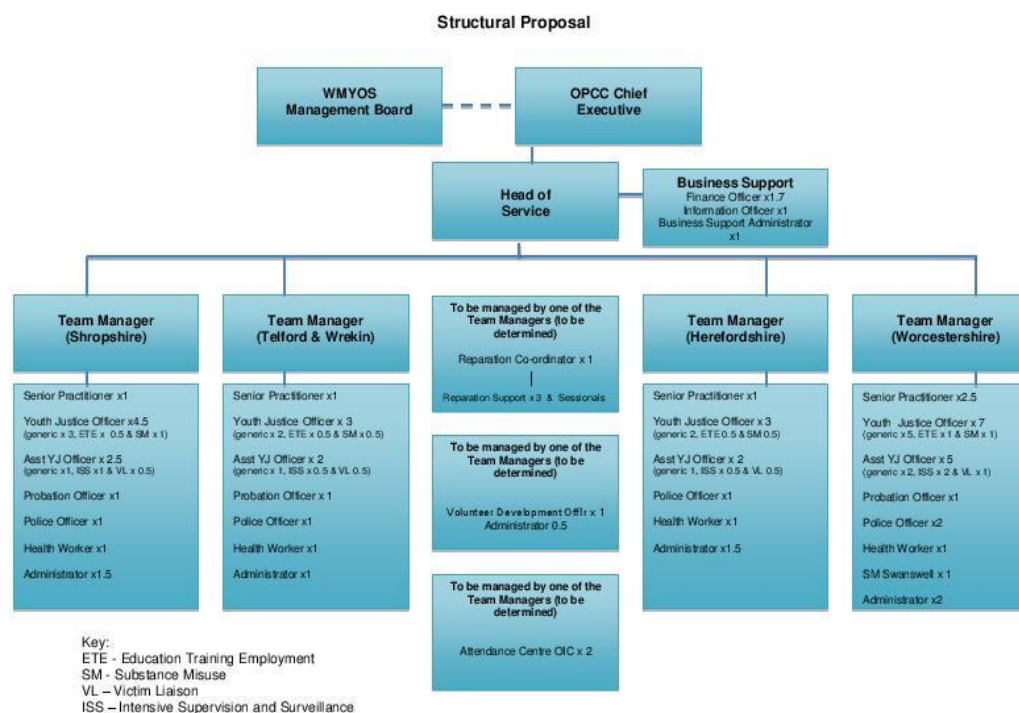 Structural Proposal
WMYOS
Management Board
OPCC Chief
Executive
Head of
Service
Business Support
Finance Officer x1.7
Information Officer x1
Business Support Administrator
x1
Team Manager
(Shropshire)
Senior Practitioner x1
Youth Justice Officer x4.5
(generic x 3, ETE x 0.5 & SM x 1)
Asst YJ Officer x 2.5
(generic x1, ISS x1 & VL x 0.5)
Probation Officer x1
Police Officer x1
Health Worker x1
Administrator x1.5
Team Manager
(Telford & Wrekin)
Senior Practitioner x1
Youth Justice Officer x 3
(generic x 2, ETE x 0.5 & SM x 0.5)
Asst YJ Officer x 2
(generic x 1, ISS x 0.5 & VL 0.5)
Probation Officer x 1
Police Officer x1
Health Worker x1
Administrator x1
To be managed by one of the
Team Managers (to be
determined)
Reparation Co-ordinator x 1
Reparation Support x 3 & Sessionals
To be managed by one of the
Team Managers (to be
determined)
Volunteer Development Offir x 1
Administrator 0.5
To be managed by one of the
Team Managers (to be
determined)
Attendance Centre OIC x 2
Team Manager
(Herefordshire)
Senior Practitioner x1
Youth Justice Officer x 3
(generic 2, ETE 0.5 & SM 0.5)
Asst YJ Officer x 2
(generic 1, ISS x 0.5 & VL 0.5)
Police Officer x1
Health Worker x1
Administrator x1.5
Team Manager
(Worcestershire)
Senior Practitioner x2.5
Youth Justice Officer x 7
(generic x 5, ETE x 1 & SM x 1)
Asst YJ Officer x 5
(generic x 2, ISS x 2 & VL x 1)
Probation Officer x1
Police Officer x2
Health Worker x1
SM Swanswell x 1
Administrator x2
Key:
ETE - Education Training Employment
SM - Substance Misuse
VL – Victim Liaison
ISS – Intensive Supervision and Surveillance